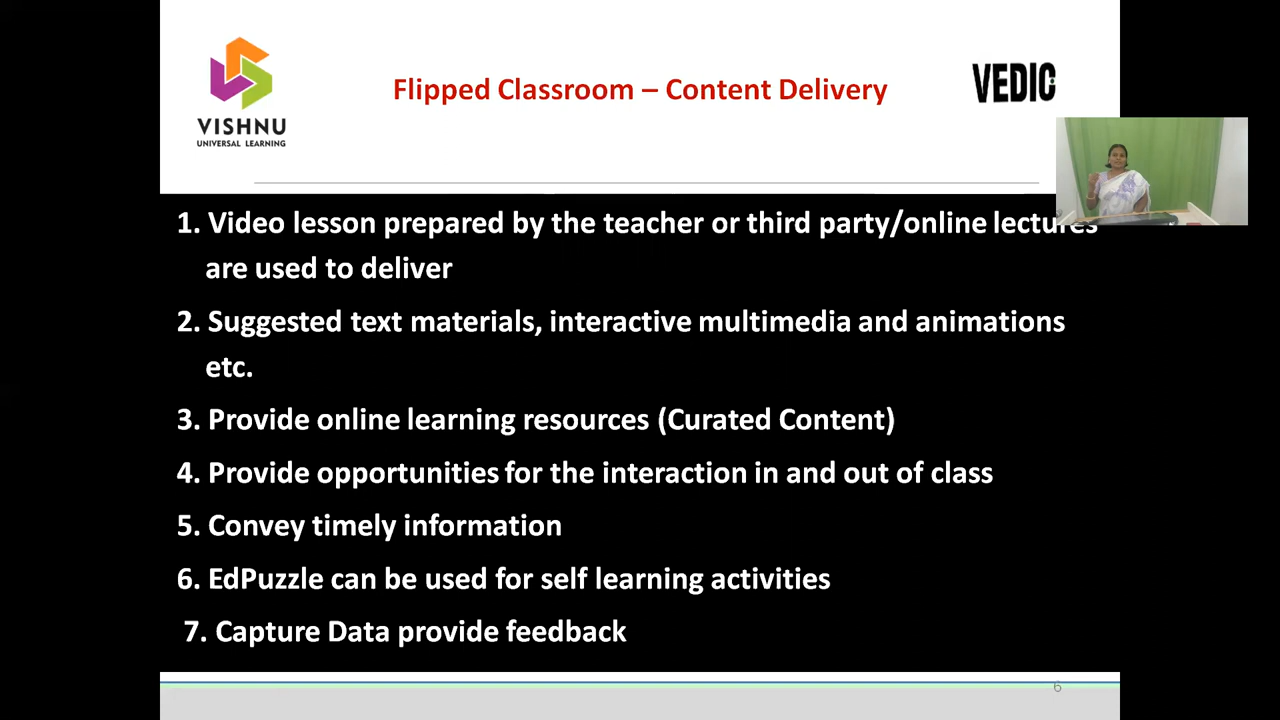 VISHNU
UNIVERSAL LEARNING
Flipped Classroom – Content Delivery
VEDIC
1. Video lesson prepared by the teacher or third party/online lectures
are used to deliver
2. Suggested text materials, interactive multimedia and animations
etc.
3. Provide online learning resources (Curated Content)
4. Provide opportunities for the interaction in and out of class
5. Convey timely information
6. EdPuzzle can be used for self learning activities
7. Capture Data provide feedback
6